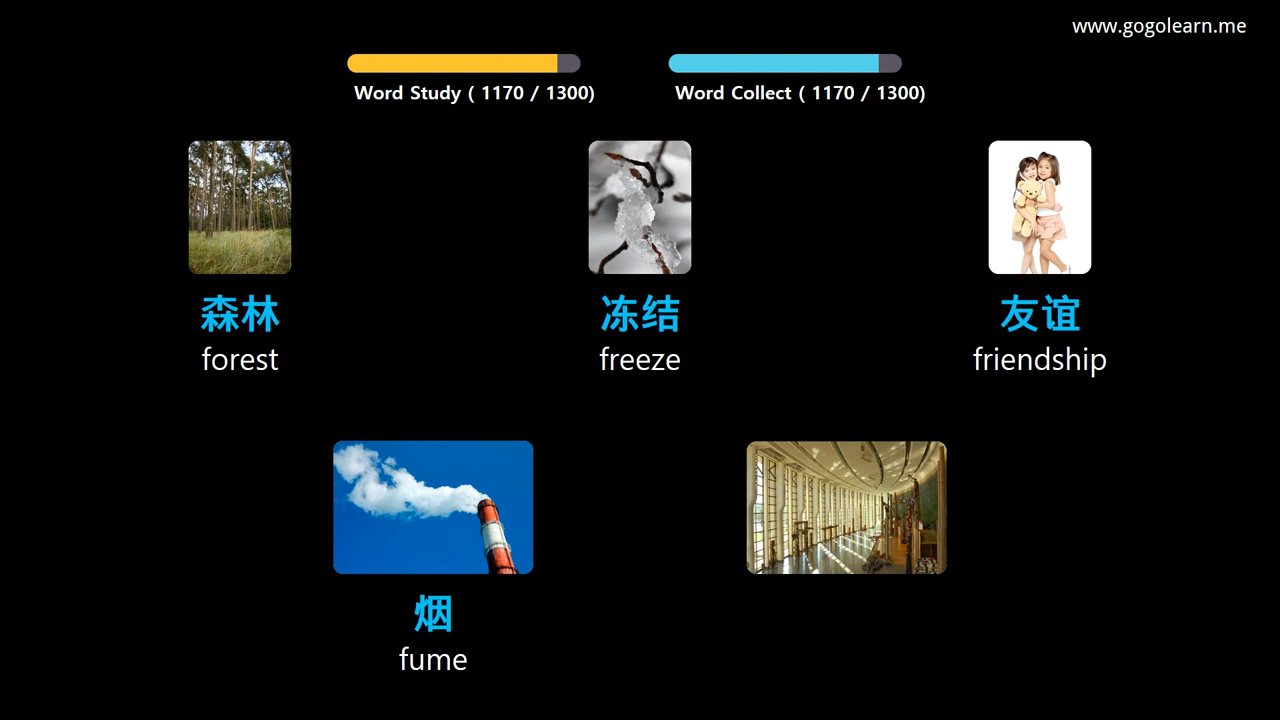 www.gogolearn.me
Word Study ( 1170 / 1300)
Word Collect ( 1170 / 1300)
森林
forest
冻结
freeze
友谊
friendship
烟
fume